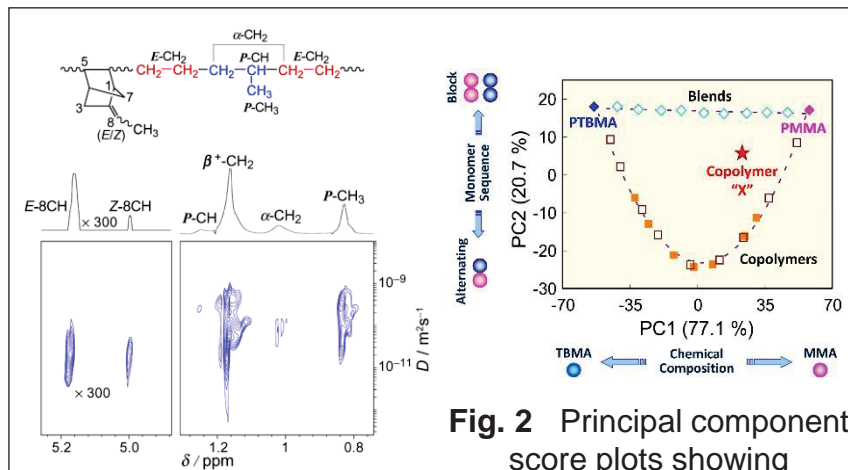 α-CH₂
E-CH₂ P-CH E-CH₂
5 CH₂ CH₂ CH₂ CH CH₂ CH₂
1 7 CH₃
3 P-CH₃
8
(E/Z) CH₃
β⁺-CH₂
E-8CH Z-8CH P-CH α-CH₂ P-CH₃
× 300
10⁻⁹
10⁻¹¹
D / m²s⁻¹
× 300
5.2 5.0 1.2 1 0.8
δ / ppm
Block
Monomer
Sequence
Alternating
PC2 (20.7 %)
30
20
10
0
-10
-20
-30
Blends
PTBMA PMMA
Copolymer
"X"
Copolymers
-70 -35 0 35 70
PC1 (77.1 %)
TBMA Chemical Composition MMA
Fig. 2 Principal component
score plots showing